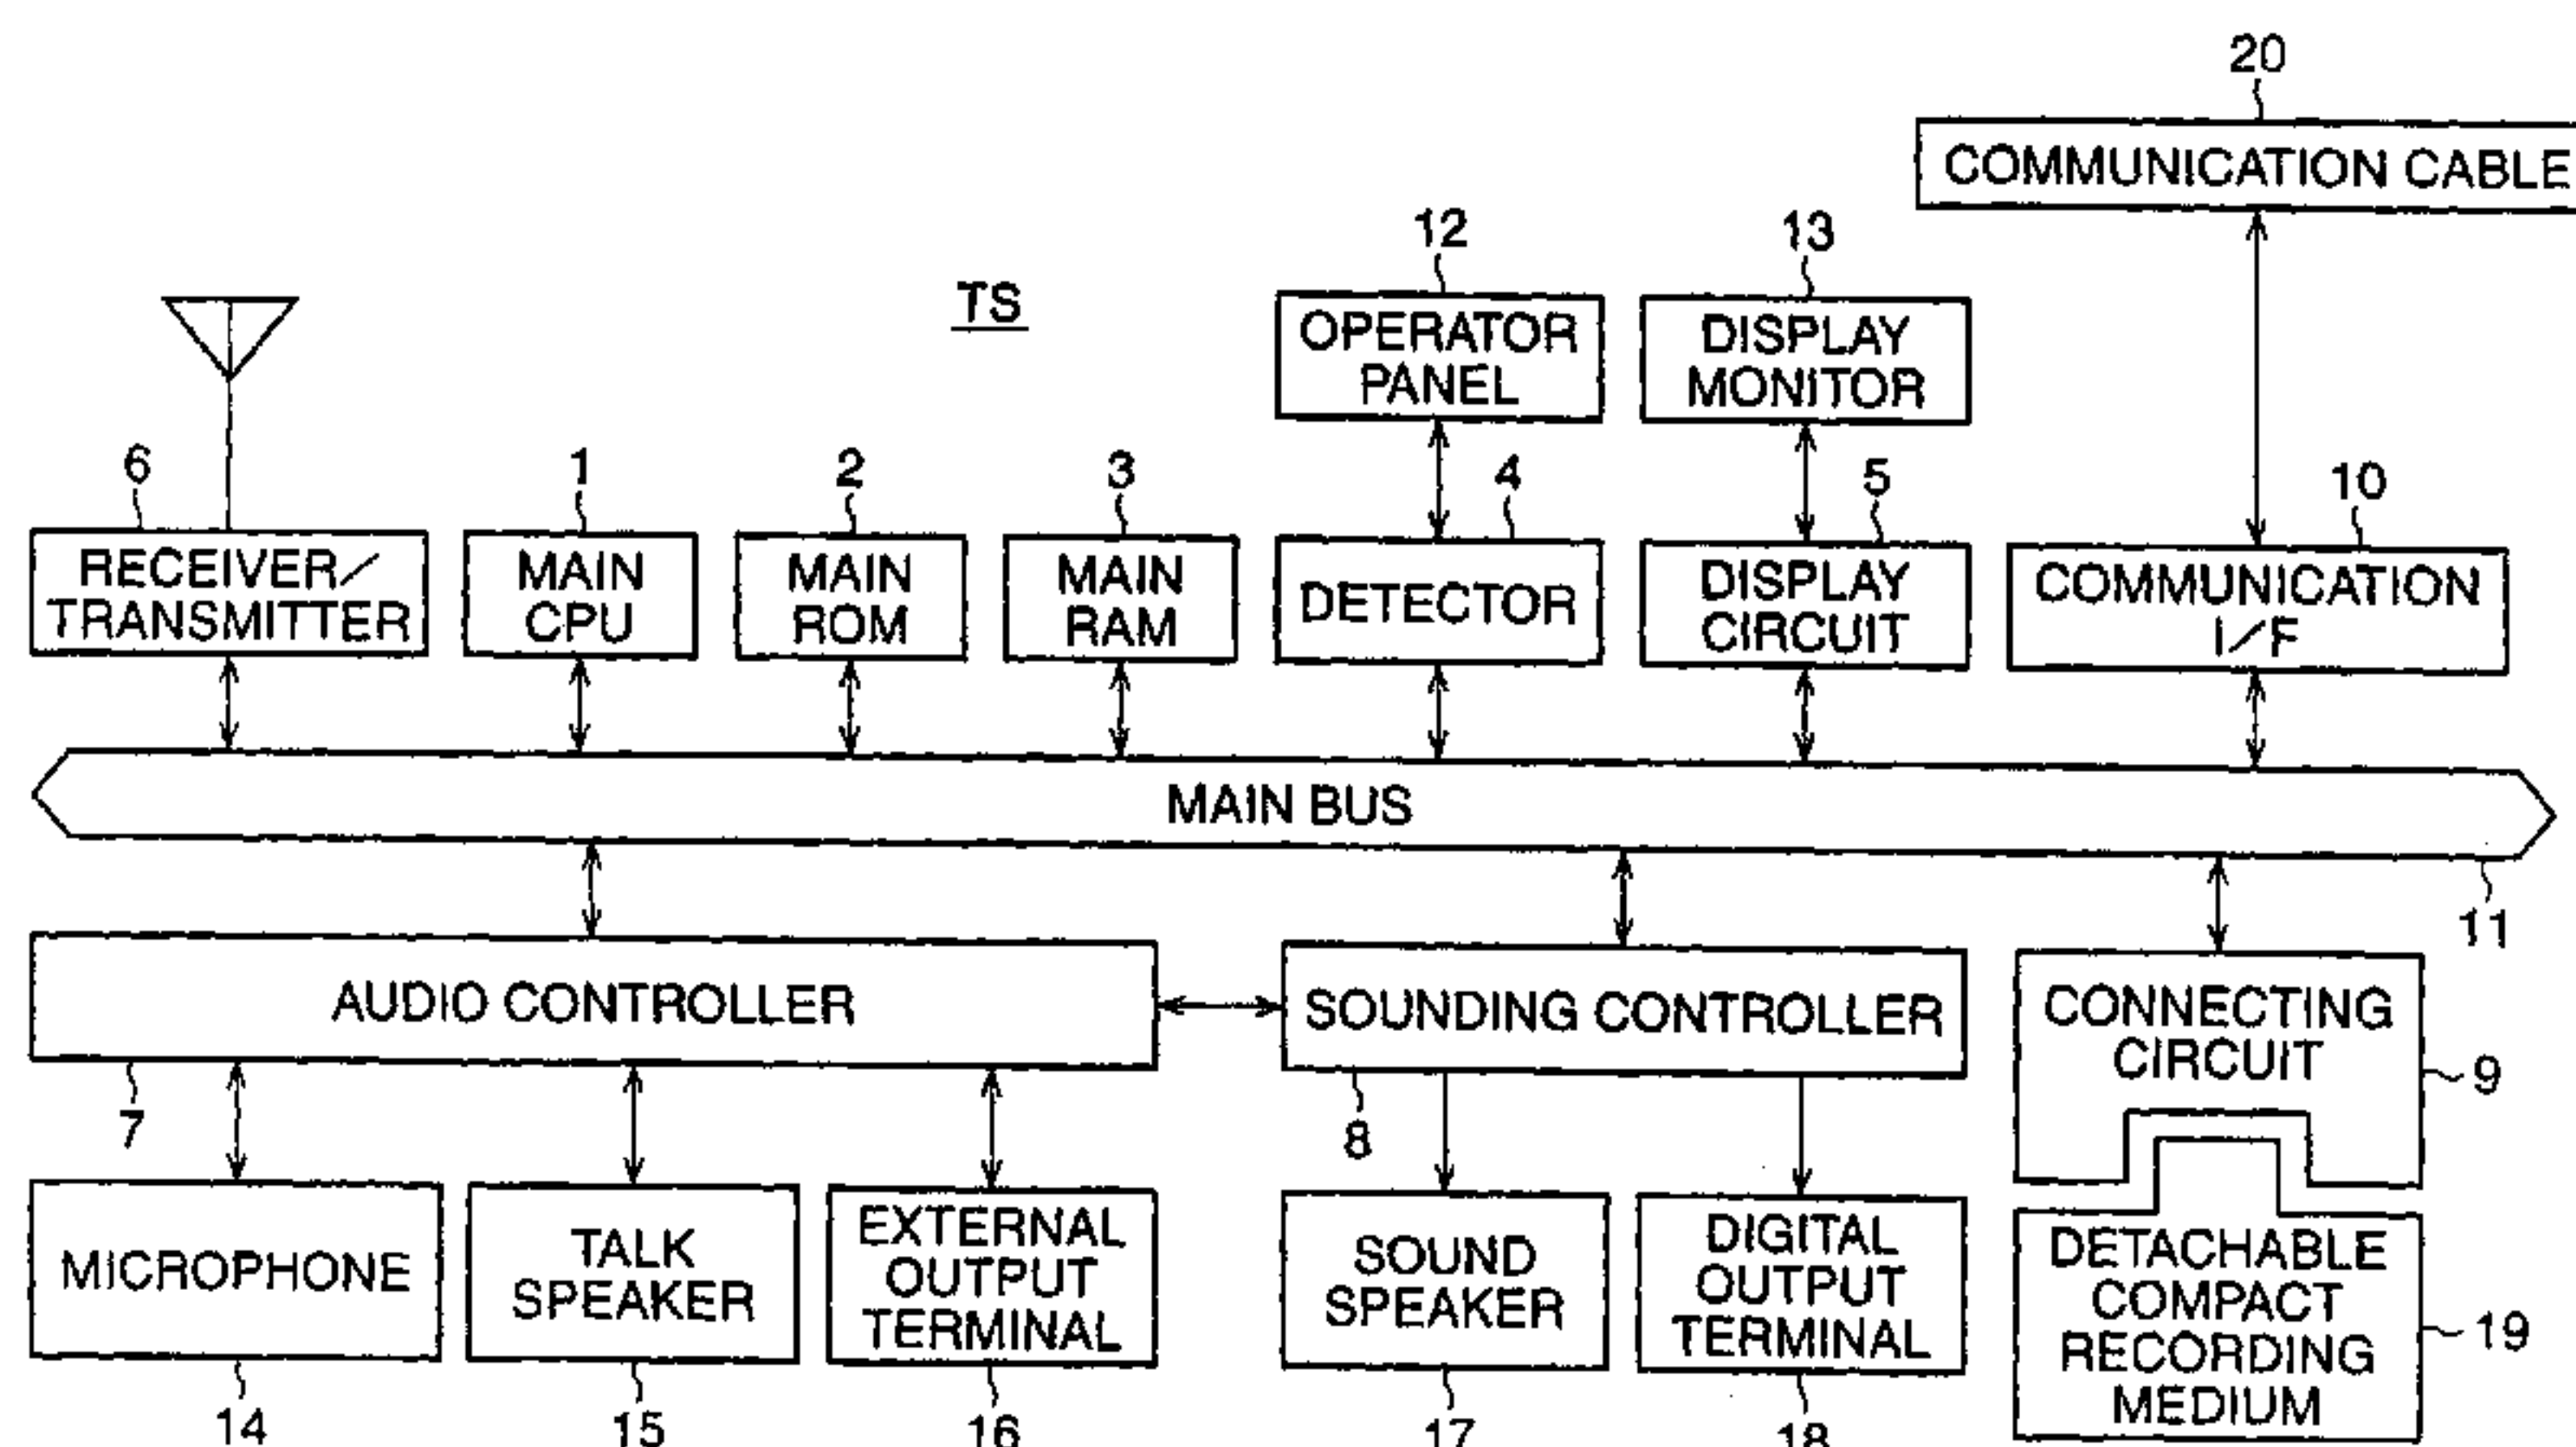 20
COMMUNICATION CABLE
12
13
TS
OPERATOR
PANEL
DISPLAY
MONITOR
6
1
2
3
4
5
10
RECEIVER/
TRANSMITTER
MAIN
CPU
MAIN
ROM
MAIN
RAM
DETECTOR
DISPLAY
CIRCUIT
COMMUNICATION
I/F
MAIN BUS
11
AUDIO CONTROLLER
SOUNDING CONTROLLER
CONNECTING
CIRCUIT
7
8
9
MICROPHONE
TALK
SPEAKER
EXTERNAL
OUTPUT
TERMINAL
SOUND
SPEAKER
DIGITAL
OUTPUT
TERMINAL
DETACHABLE
COMPACT
RECORDING
MEDIUM
19
14
15
16
17
18